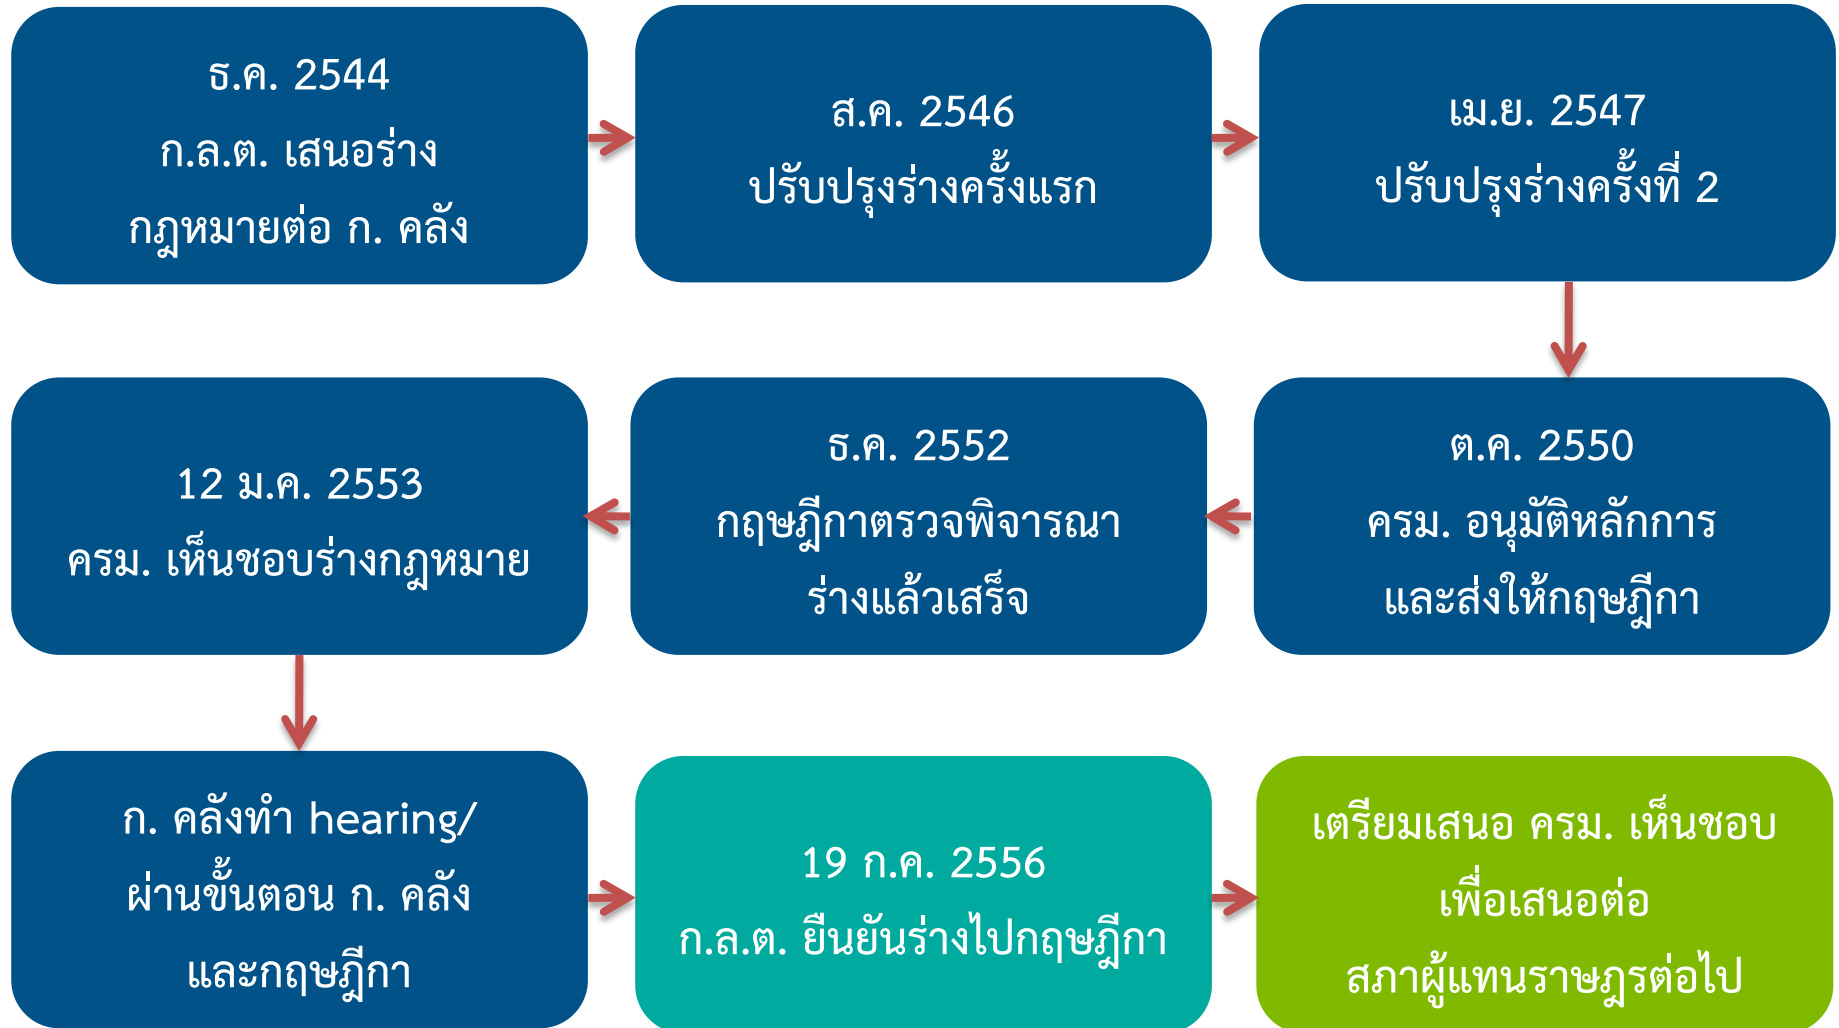 ธ.ค. 2544
ก.ล.ต. เสนอร่าง
กฎหมายต่อ ก. คลัง
ส.ค. 2546
ปรับปรุงร่างครั้งแรก
เม.ย. 2547
ปรับปรุงร่างครั้งที่ 2
ต.ค. 2550
ครม. อนุมัติหลักการ
และส่งให้กฤษฎีกา
ธ.ค. 2552
กฤษฎีกาตรวจพิจารณา
ร่างแล้วเสร็จ
12 ม.ค. 2553
ครม. เห็นชอบร่างกฎหมาย
ก. คลังทำ hearing/
ผ่านขั้นตอน ก. คลัง
และกฤษฎีกา
19 ก.ค. 2556
ก.ล.ต. ยืนยันร่างไปกฤษฎีกา
เตรียมเสนอ ครม. เห็นชอบ
เพื่อเสนอต่อ
สภาผู้แทนราษฎรต่อไป